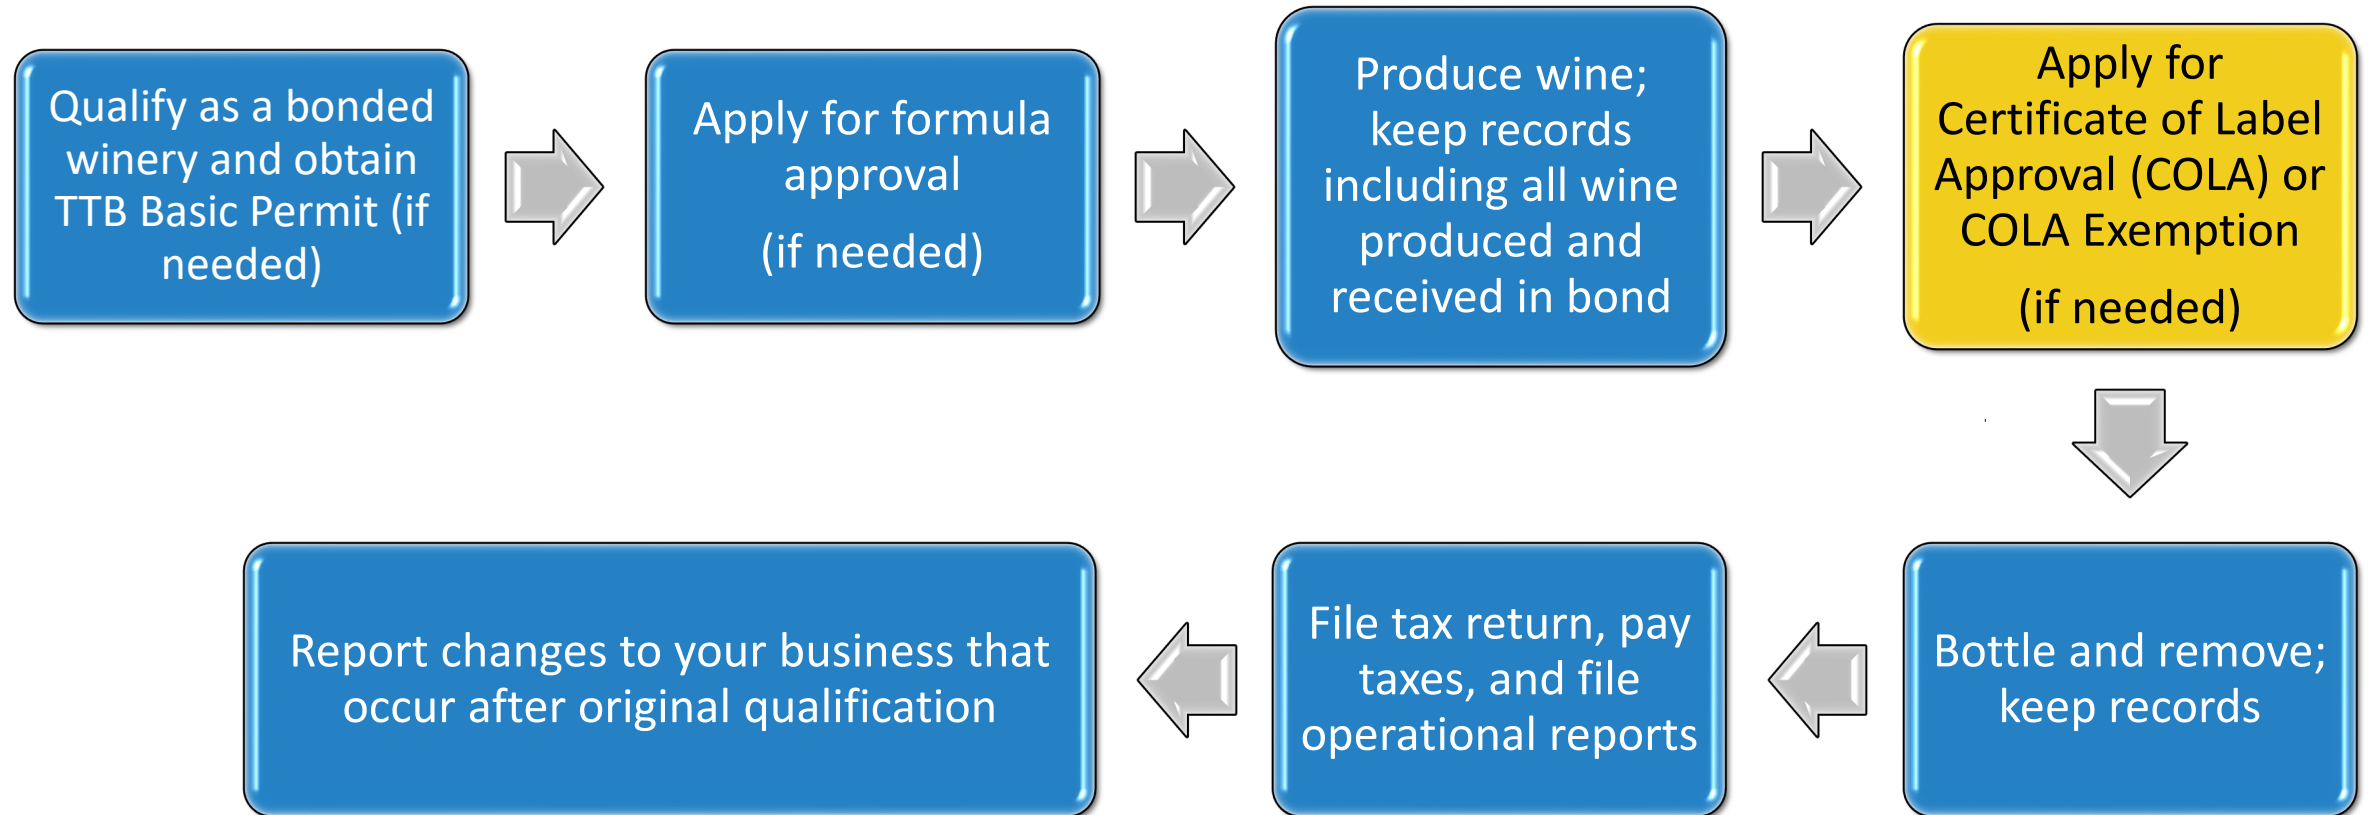 Qualify as a bonded
winery and obtain
TTB Basic Permit (if
needed)
Apply for formula
approval
(if needed)
Produce wine;
keep records
including all wine
produced and
received in bond
Apply for
Certificate of Label
Approval (COLA) or
COLA Exemption
(if needed)
Bottle and remove;
keep records
File tax return, pay
taxes, and file
operational reports
Report changes to your business that
occur after original qualification